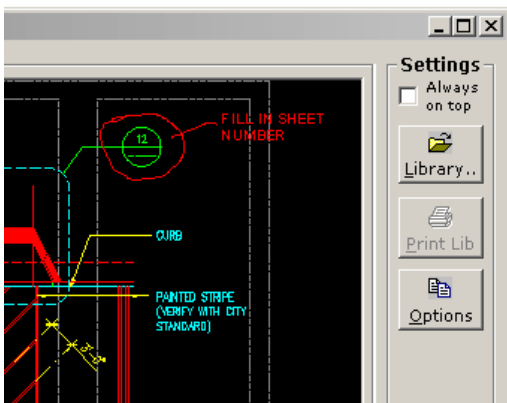 Settings
Always
on top
FILL IN SHEET
NUMBER
12
Library..
CURB
Print Lib
PAINTED STRIPE
(VERIFY WITH CITY
STANDARD)
Options